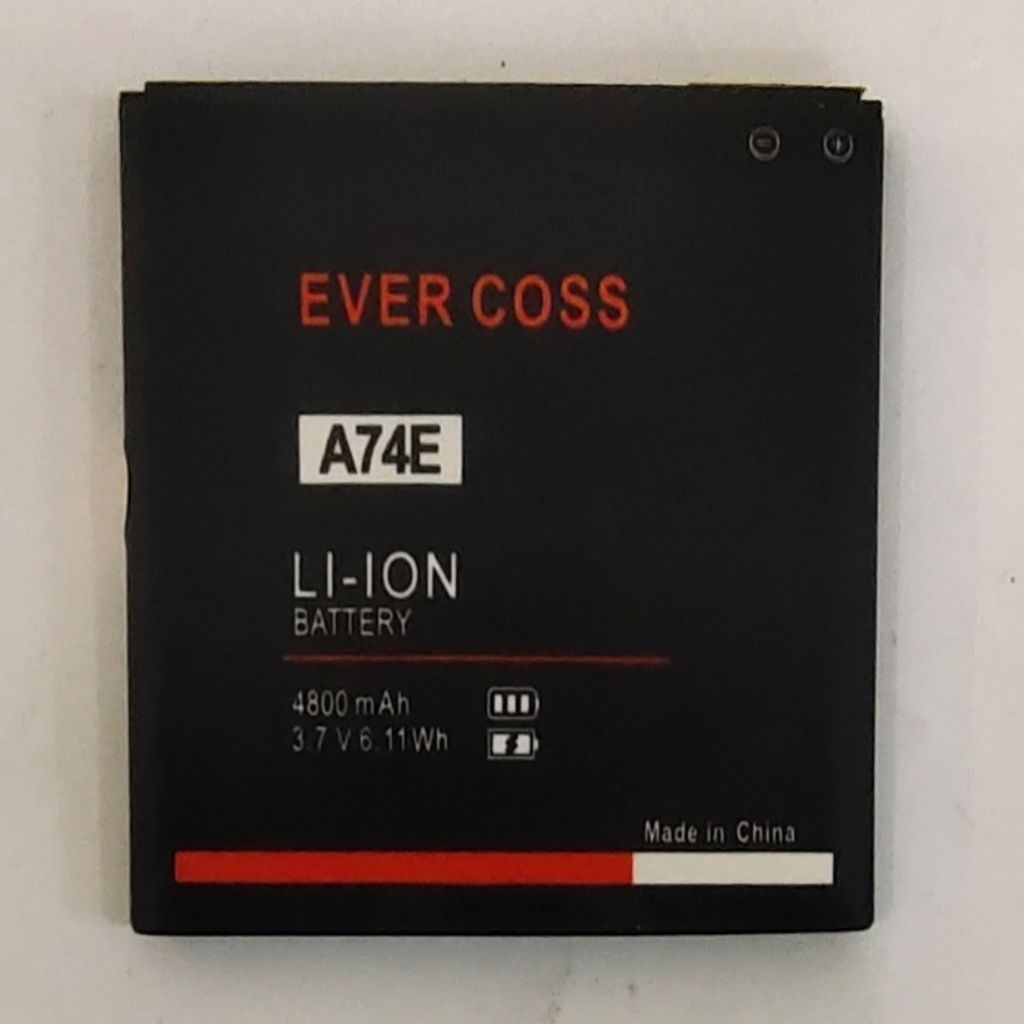 EVER COSS
A74E
LI-ION
BATTERY
4800 mAh
3.7 V 6.11Wh
Made in China